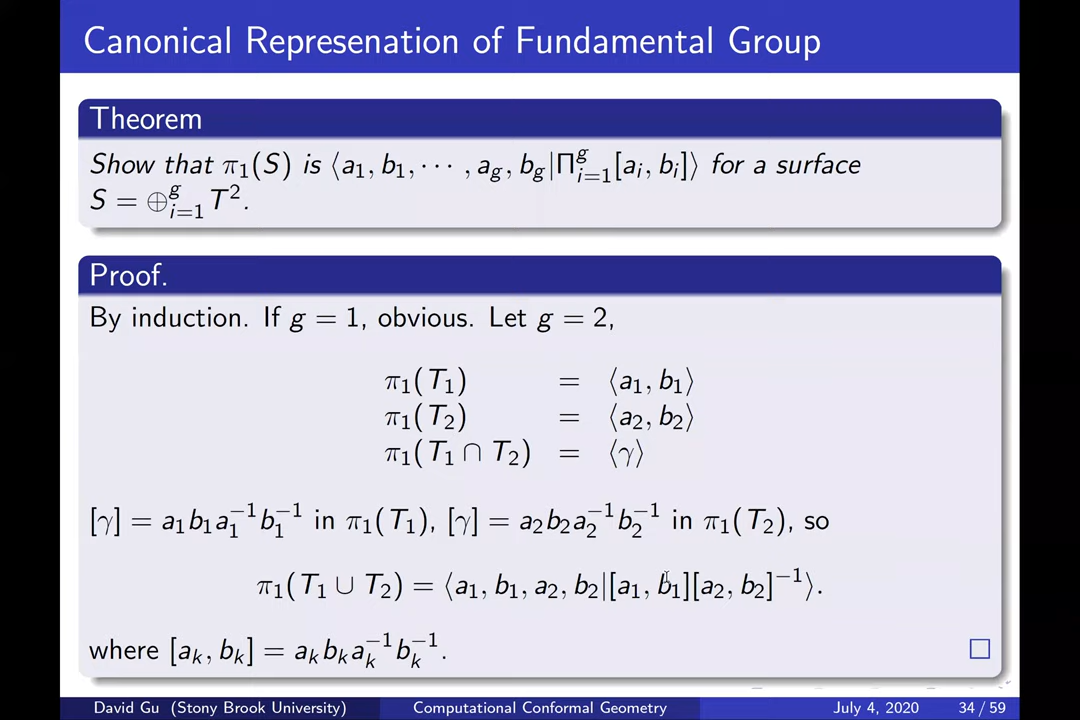 Canonical Represenation of Fundamental Group
Theorem
Show that π₁(S) is ⟨a₁, b₁, ⋯ , a_g, b_g|Π_{i=1}^g[a_i, b_i]⟩ for a surface
S = ⊕_{i=1}^g T².
Proof.
By induction. If g = 1, obvious. Let g = 2,
π₁(T₁) = ⟨a₁, b₁⟩
π₁(T₂) = ⟨a₂, b₂⟩
π₁(T₁ ∩ T₂) = ⟨γ⟩
[γ] = a₁b₁a₁⁻¹b₁⁻¹ in π₁(T₁), [γ] = a₂b₂a₂⁻¹b₂⁻¹ in π₁(T₂), so
π₁(T₁ ∪ T₂) = ⟨a₁, b₁, a₂, b₂|[a₁, b₁][a₂, b₂]⁻¹⟩.
where [a_k, b_k] = a_k b_k a_k⁻¹ b_k⁻¹.
□
David Gu (Stony Brook University) Computational Conformal Geometry July 4, 2020 34 / 59